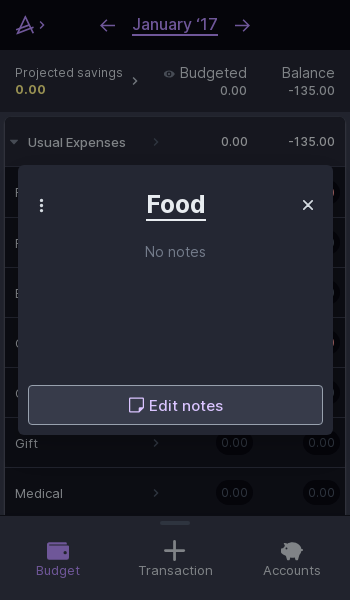 January ‘17
Projected savings
0.00
Budgeted
0.00
Balance
-135.00
Usual Expenses 0.00 -135.00
Food
No notes
Edit notes
Gift 0.00 0.00
Medical 0.00 0.00
Budget Transaction Accounts